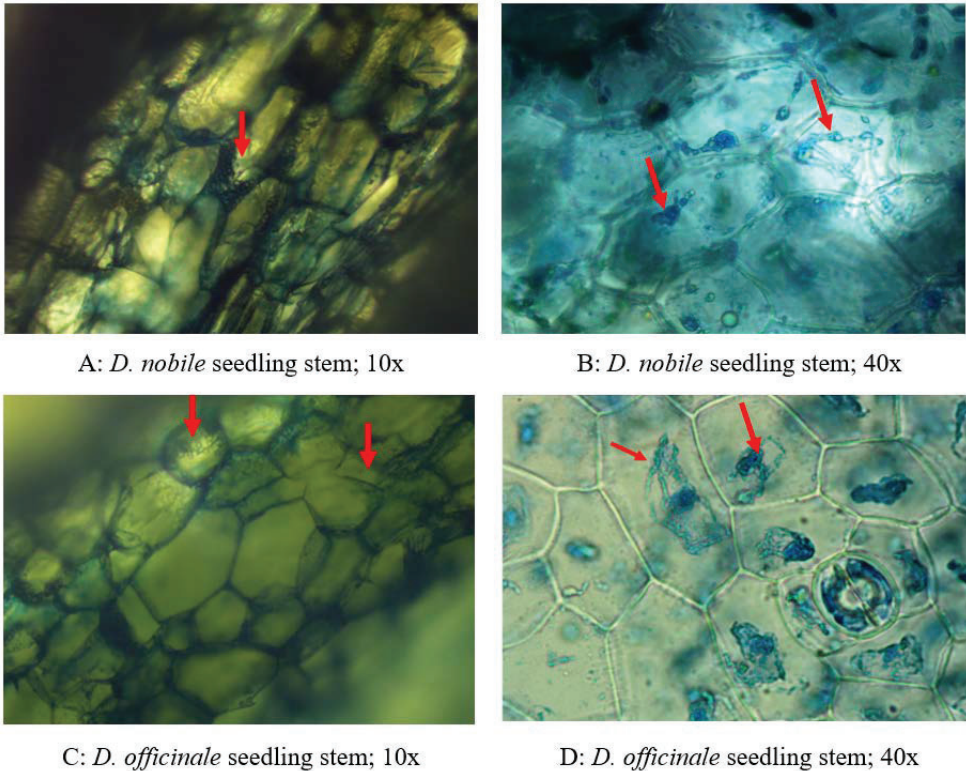 A: D. nobile seedling stem; 10x
B: D. nobile seedling stem; 40x
C: D. officinale seedling stem; 10x
D: D. officinale seedling stem; 40x